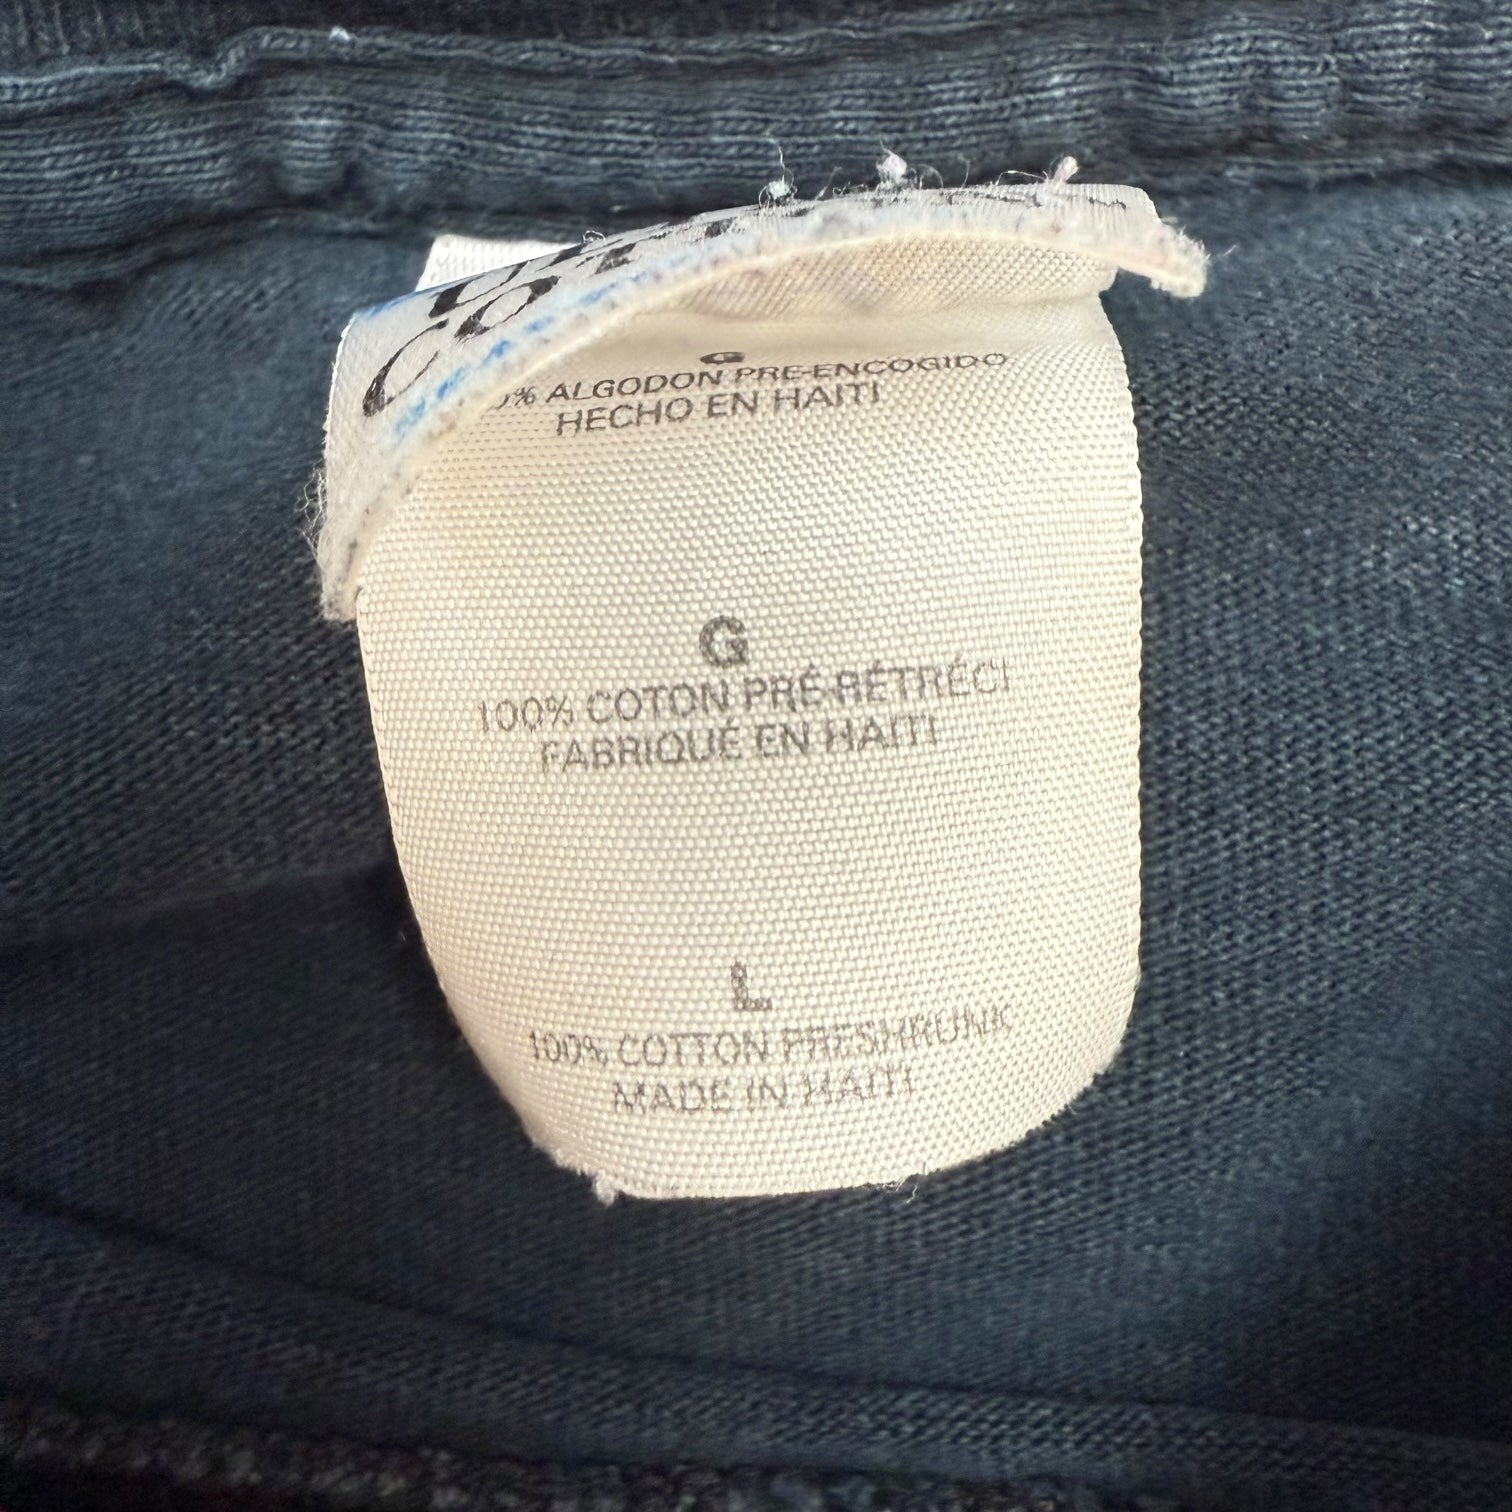 G
% ALGODON PRE-ENCOGIDO
HECHO EN HAITI
G
100% COTON PRÉ-RÉTRÉCI
FABRIQUÉ EN HAITI
L
100% COTTON PRESHRUNK
MADE IN HAITI